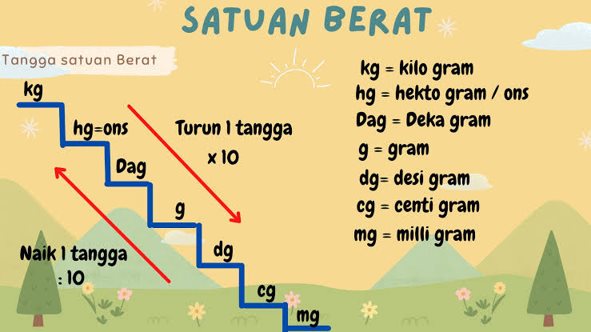 SATUAN BERAT
Tangga satuan Berat
kg
hg=ons
Dag
g
dg
cg
mg
Turun 1 tangga
x 10
Naik 1 tangga
: 10
kg = kilo gram
hg = hekto gram / ons
Dag = Deka gram
g = gram
dg= desi gram
cg = centi gram
mg = milli gram